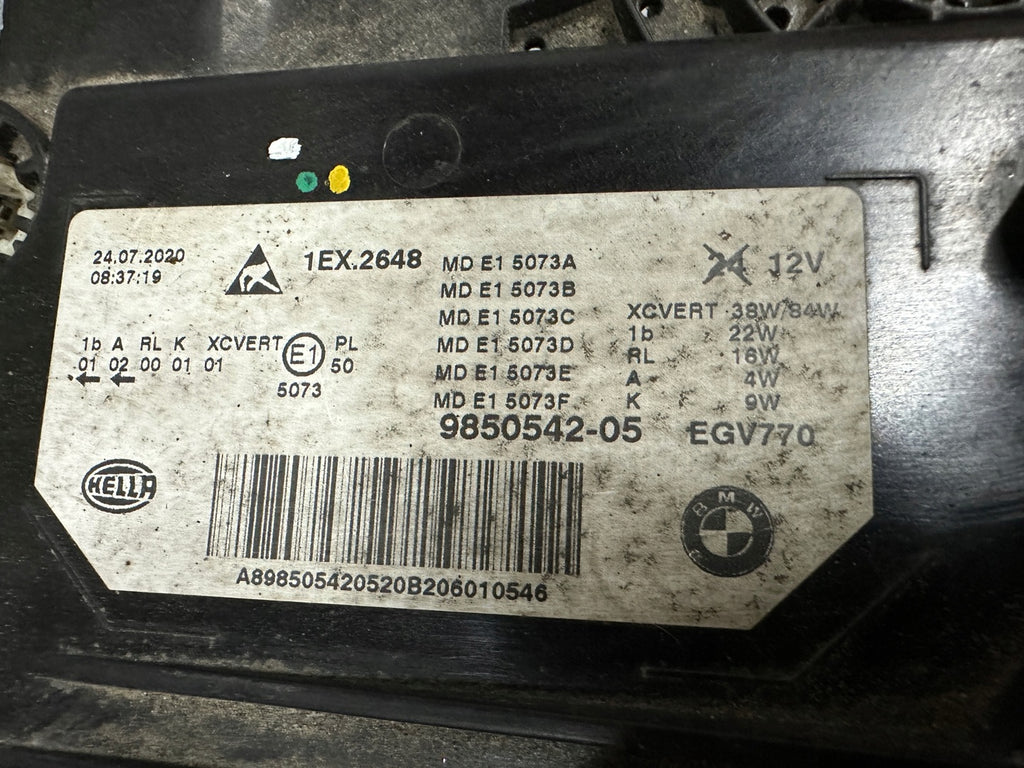 24.07.2020
08:37:19
1EX.2648
MD E1 5073A
MD E1 5073B
MD E1 5073C
MD E1 5073D
MD E1 5073E
MD E1 5073F
24 12V
XCVERT 38W/84W
1b 22W
RL 16W
A 4W
K 9W
1b A RL K XCVERT E1 PL
01 02 00 01 01 50
5073
9850542-05 EGV770
HELLA
BMW
A898505420520B206010546